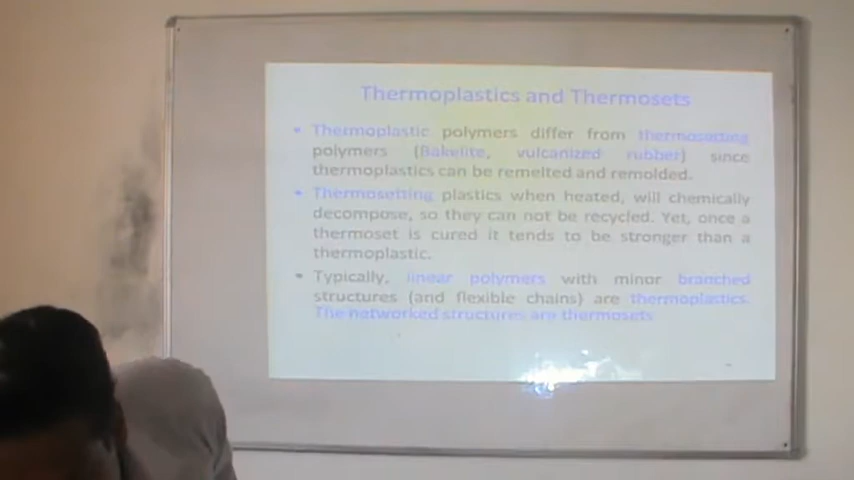 Thermoplastics and Thermosets
• Thermoplastic polymers differ from thermosetting
polymers (Bakelite, vulcanized rubber) since
thermoplastics can be remelted and remolded.
• Thermosetting plastics when heated, will chemically
decompose, so they can not be recycled. Yet, once a
thermoset is cured it tends to be stronger than a
thermoplastic.
• Typically, linear polymers with minor branched
structures (and flexible chains) are thermoplastics.
The networked structures are thermosets